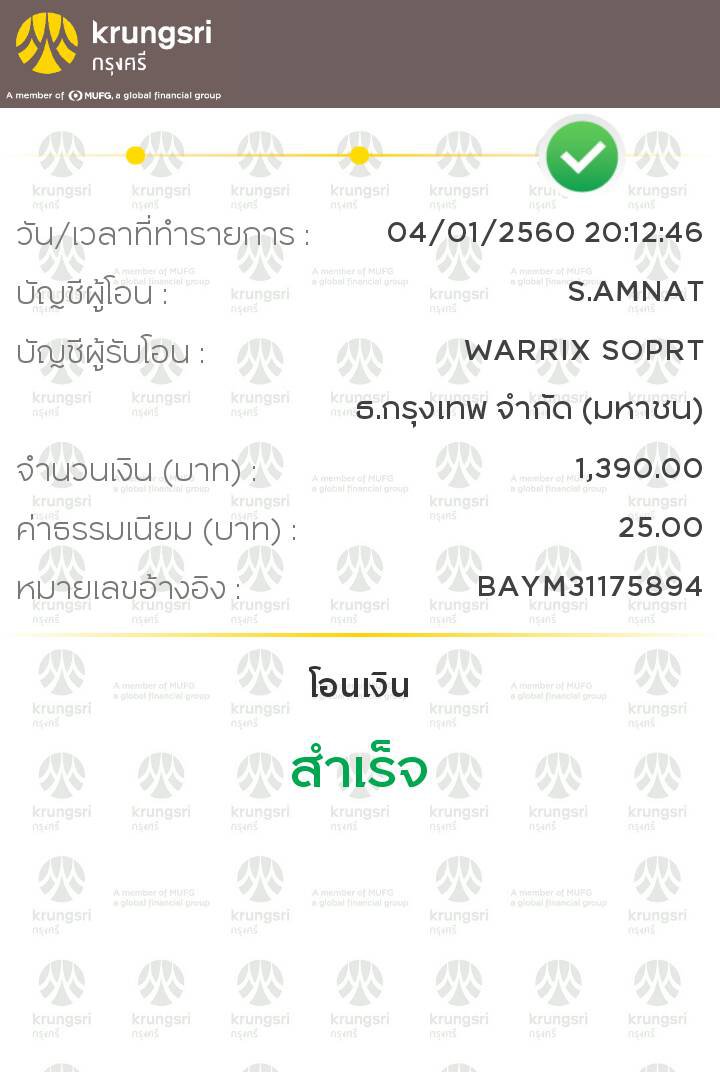 krungsri
กรุงศรี
A member of MUFG, a global financial group
วัน/เวลาที่ทำรายการ : 04/01/2560 20:12:46
บัญชีผู้โอน : S.AMNAT
บัญชีผู้รับโอน : WARRIX SOPRT
ธ.กรุงเทพ จำกัด (มหาชน)
จำนวนเงิน (บาท) : 1,390.00
ค่าธรรมเนียม (บาท) : 25.00
หมายเลขอ้างอิง : BAYM31175894
โอนเงิน
สำเร็จ